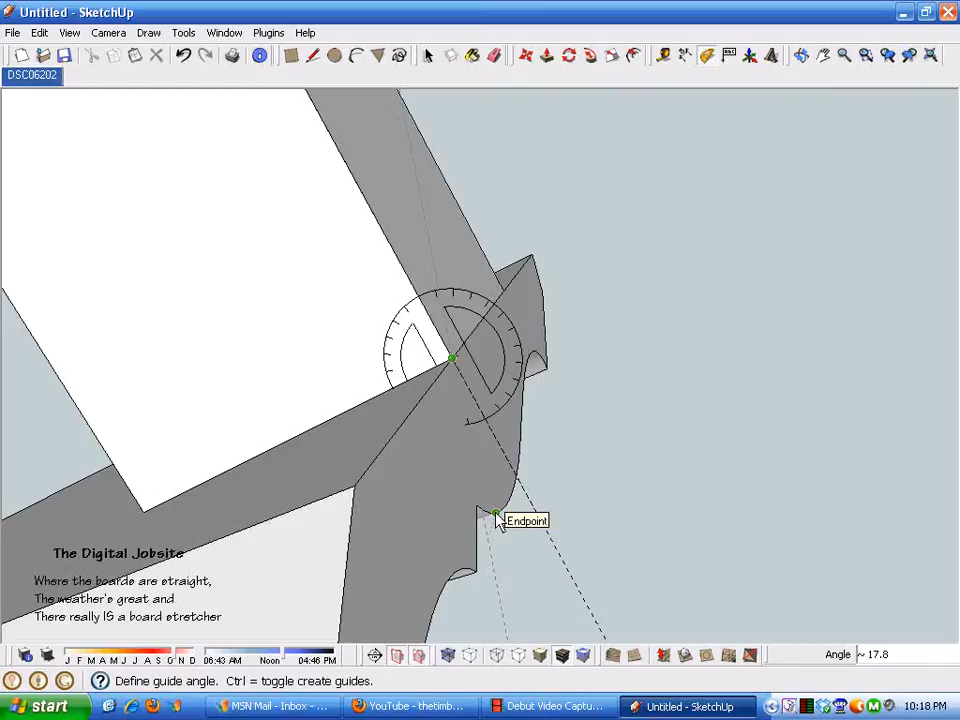 Untitled - SketchUp
File Edit View Camera Draw Tools Window Plugins Help
DSC06202
Endpoint
The Digital Jobsite
Where the boards are straight,
The weather's great and
There really IS a board stretcher
J F M A M J J A S O N D 06:43 AM Noon 04:46 PM Angle ~ 17.8
Define guide angle. Ctrl = toggle create guides.
start MSN Mail - Inbox - ... YouTube - thetimb... Debut Video Captu... Untitled - SketchUp 10:18 PM